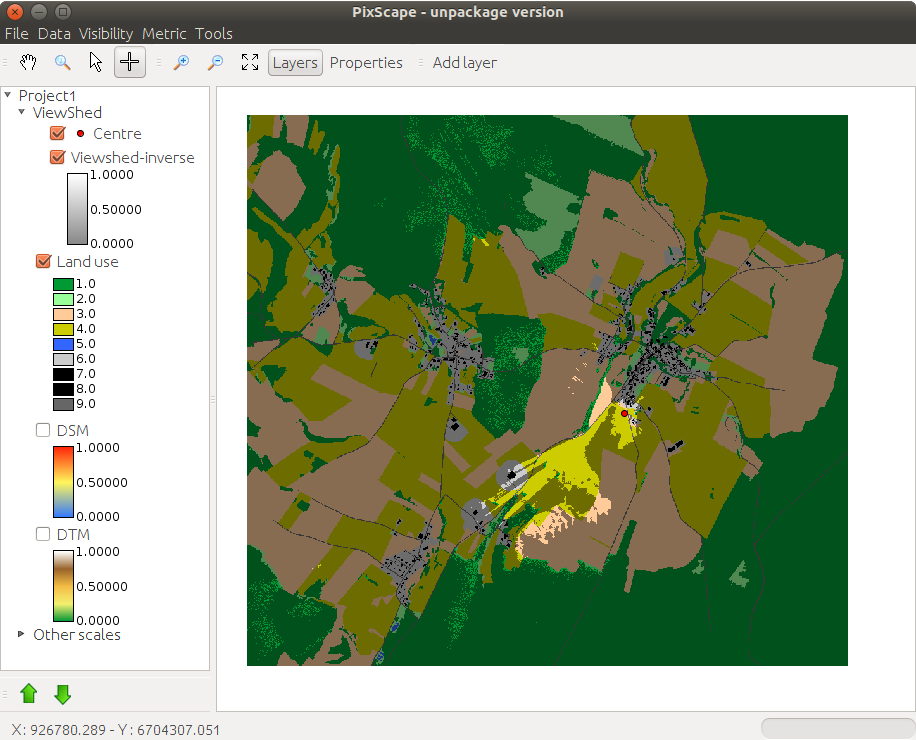 PixScape - unpackage version
File Data Visibility Metric Tools
Layers Properties Add layer
Project1
ViewShed
Centre
Viewshed-inverse
1.0000
0.50000
0.0000
Land use
1.0
2.0
3.0
4.0
5.0
6.0
7.0
8.0
9.0
DSM
1.0000
0.50000
0.0000
DTM
1.0000
0.50000
0.0000
Other scales
X: 926780.289 - Y : 6704307.051